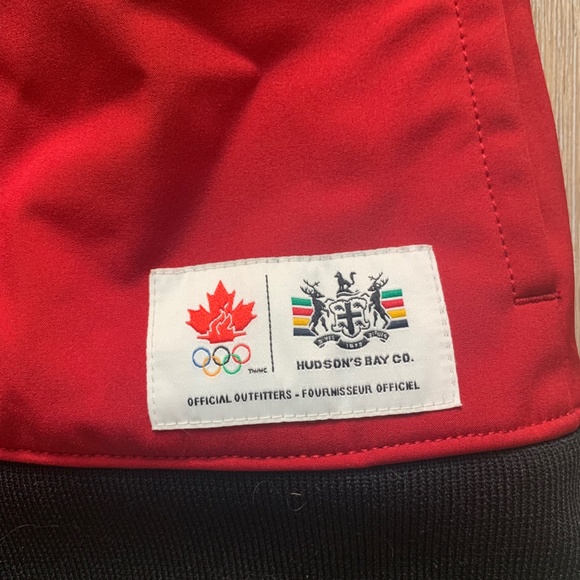 TM/MC
HUDSON'S BAY CO.
OFFICIAL OUTFITTERS - FOURNISSEUR OFFICIEL